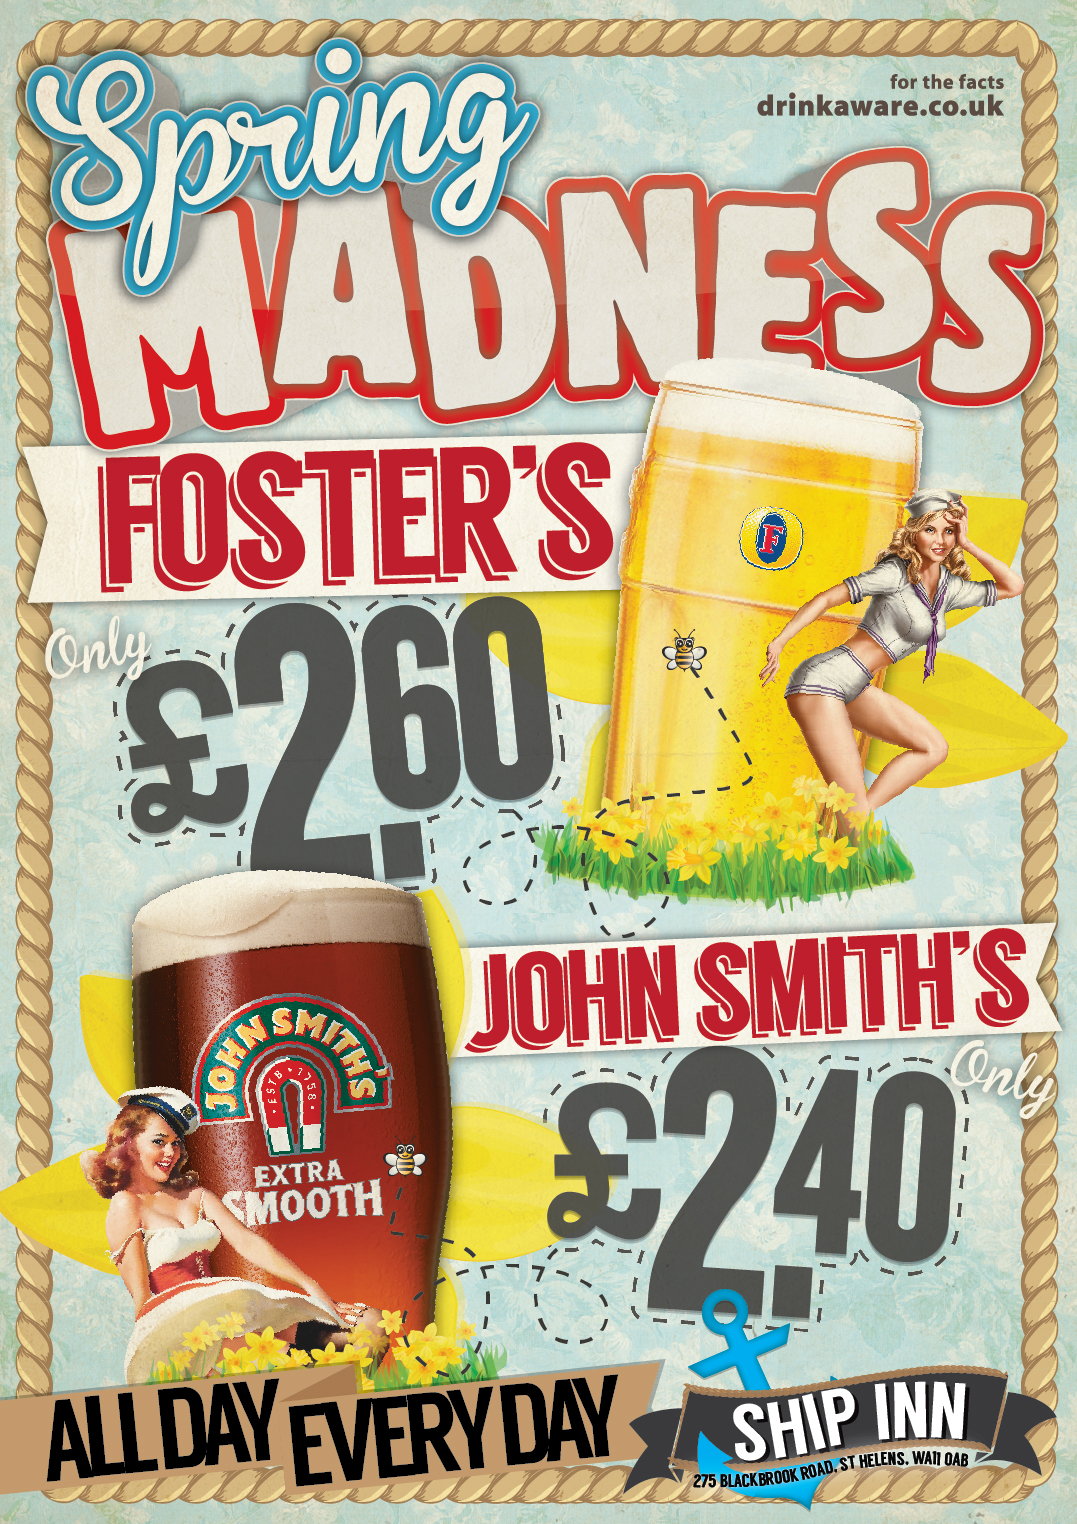 Spring
MADNESS
for the facts
drinkaware.co.uk
FOSTER'S
F
Only
£2.60
JOHN SMITH'S
Only
£2.40
JOHN SMITH'S
ESTB • 1758
EXTRA
SMOOTH
ALL DAY EVERY DAY
SHIP INN
275 BLACKBROOK ROAD, ST HELENS, WA11 0AB